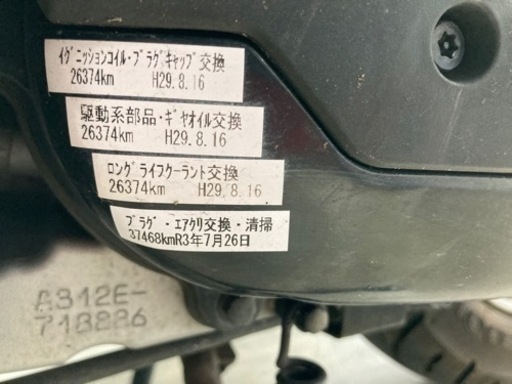 イグニッションコイル・プラグキャップ交換
26374km H29.8.16
駆動系部品・ギヤオイル交換
26374km H29.8.16
ロングライフクーラント交換
26374km H29.8.16
プラグ・エアクリ交換・清掃
37468kmR3年7月26日
A312E-
718886